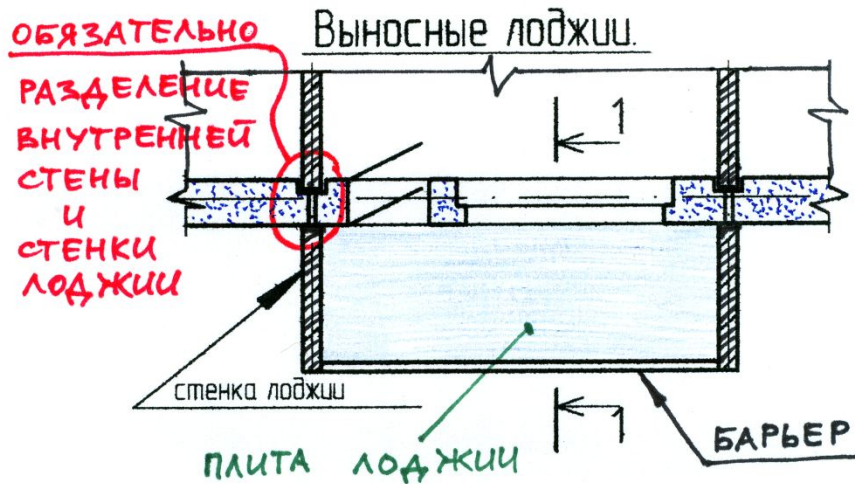 Выносные лоджии.
ОБЯЗАТЕЛЬНО
РАЗДЕЛЕНИЕ
ВНУТРЕННЕЙ
СТЕНЫ
И
СТЕНКИ
ЛОДЖИИ
1
стенка лоджии
1
БАРЬЕР
ПЛИТА ЛОДЖИИ